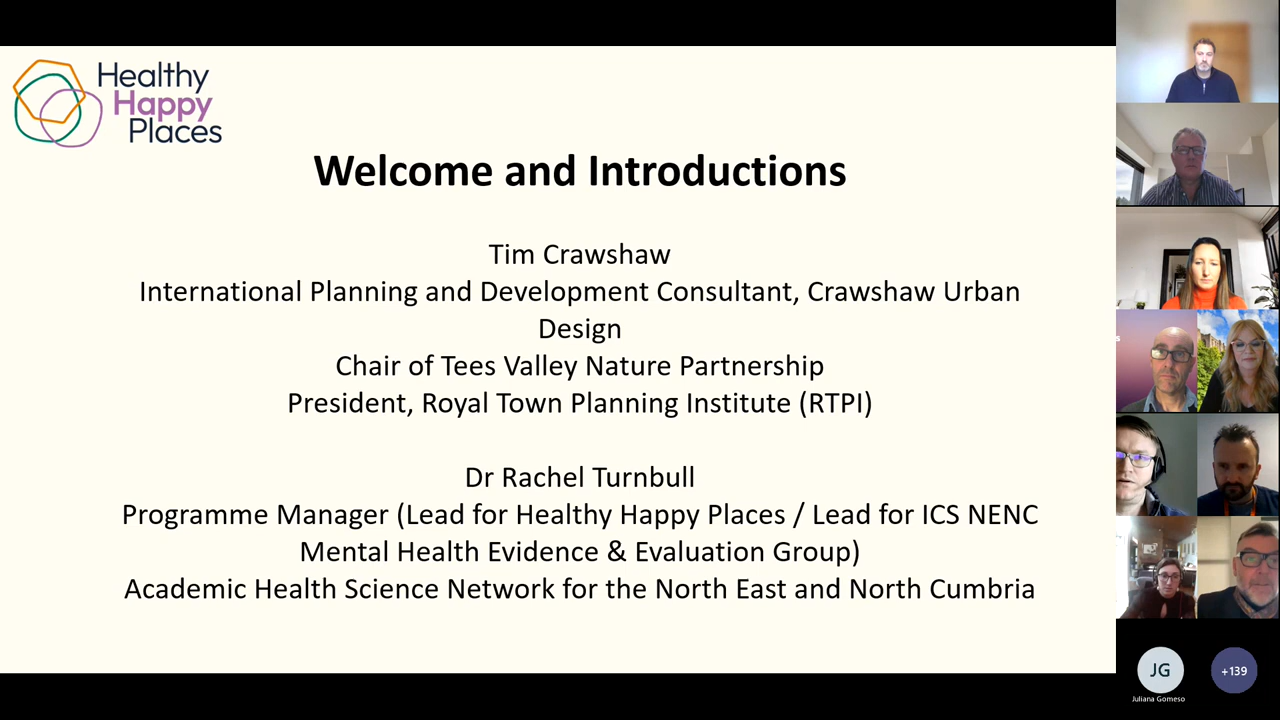 Healthy
Happy
Places
Welcome and Introductions
Tim Crawshaw
International Planning and Development Consultant, Crawshaw Urban
Design
Chair of Tees Valley Nature Partnership
President, Royal Town Planning Institute (RTPI)
Dr Rachel Turnbull
Programme Manager (Lead for Healthy Happy Places / Lead for ICS NENC
Mental Health Evidence & Evaluation Group)
Academic Health Science Network for the North East and North Cumbria
JG
+139
Juliana Gomeso